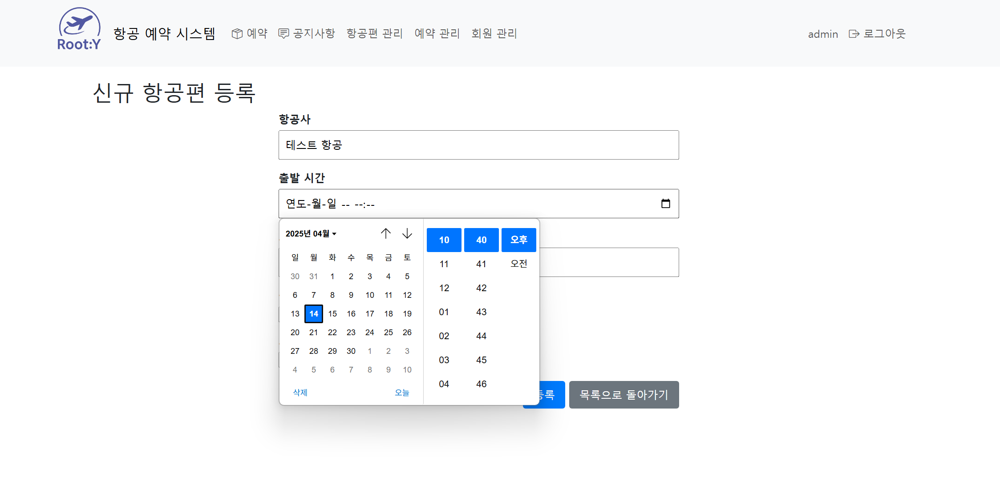 Root:Y
항공 예약 시스템 예약 공지사항 항공편 관리 예약 관리 회원 관리 admin 로그아웃
신규 항공편 등록
항공사
테스트 항공
출발 시간
연도-월-일 -- --:--
2025년 04월
일 월 화 수 목 금 토
30 31 1 2 3 4 5
6 7 8 9 10 11 12
13 14 15 16 17 18 19
20 21 22 23 24 25 26
27 28 29 30 1 2 3
4 5 6 7 8 9 10
삭제 오늘
10 40 오후
11 41 오전
12 42
01 43
02 44
03 45
04 46
등록 목록으로 돌아가기